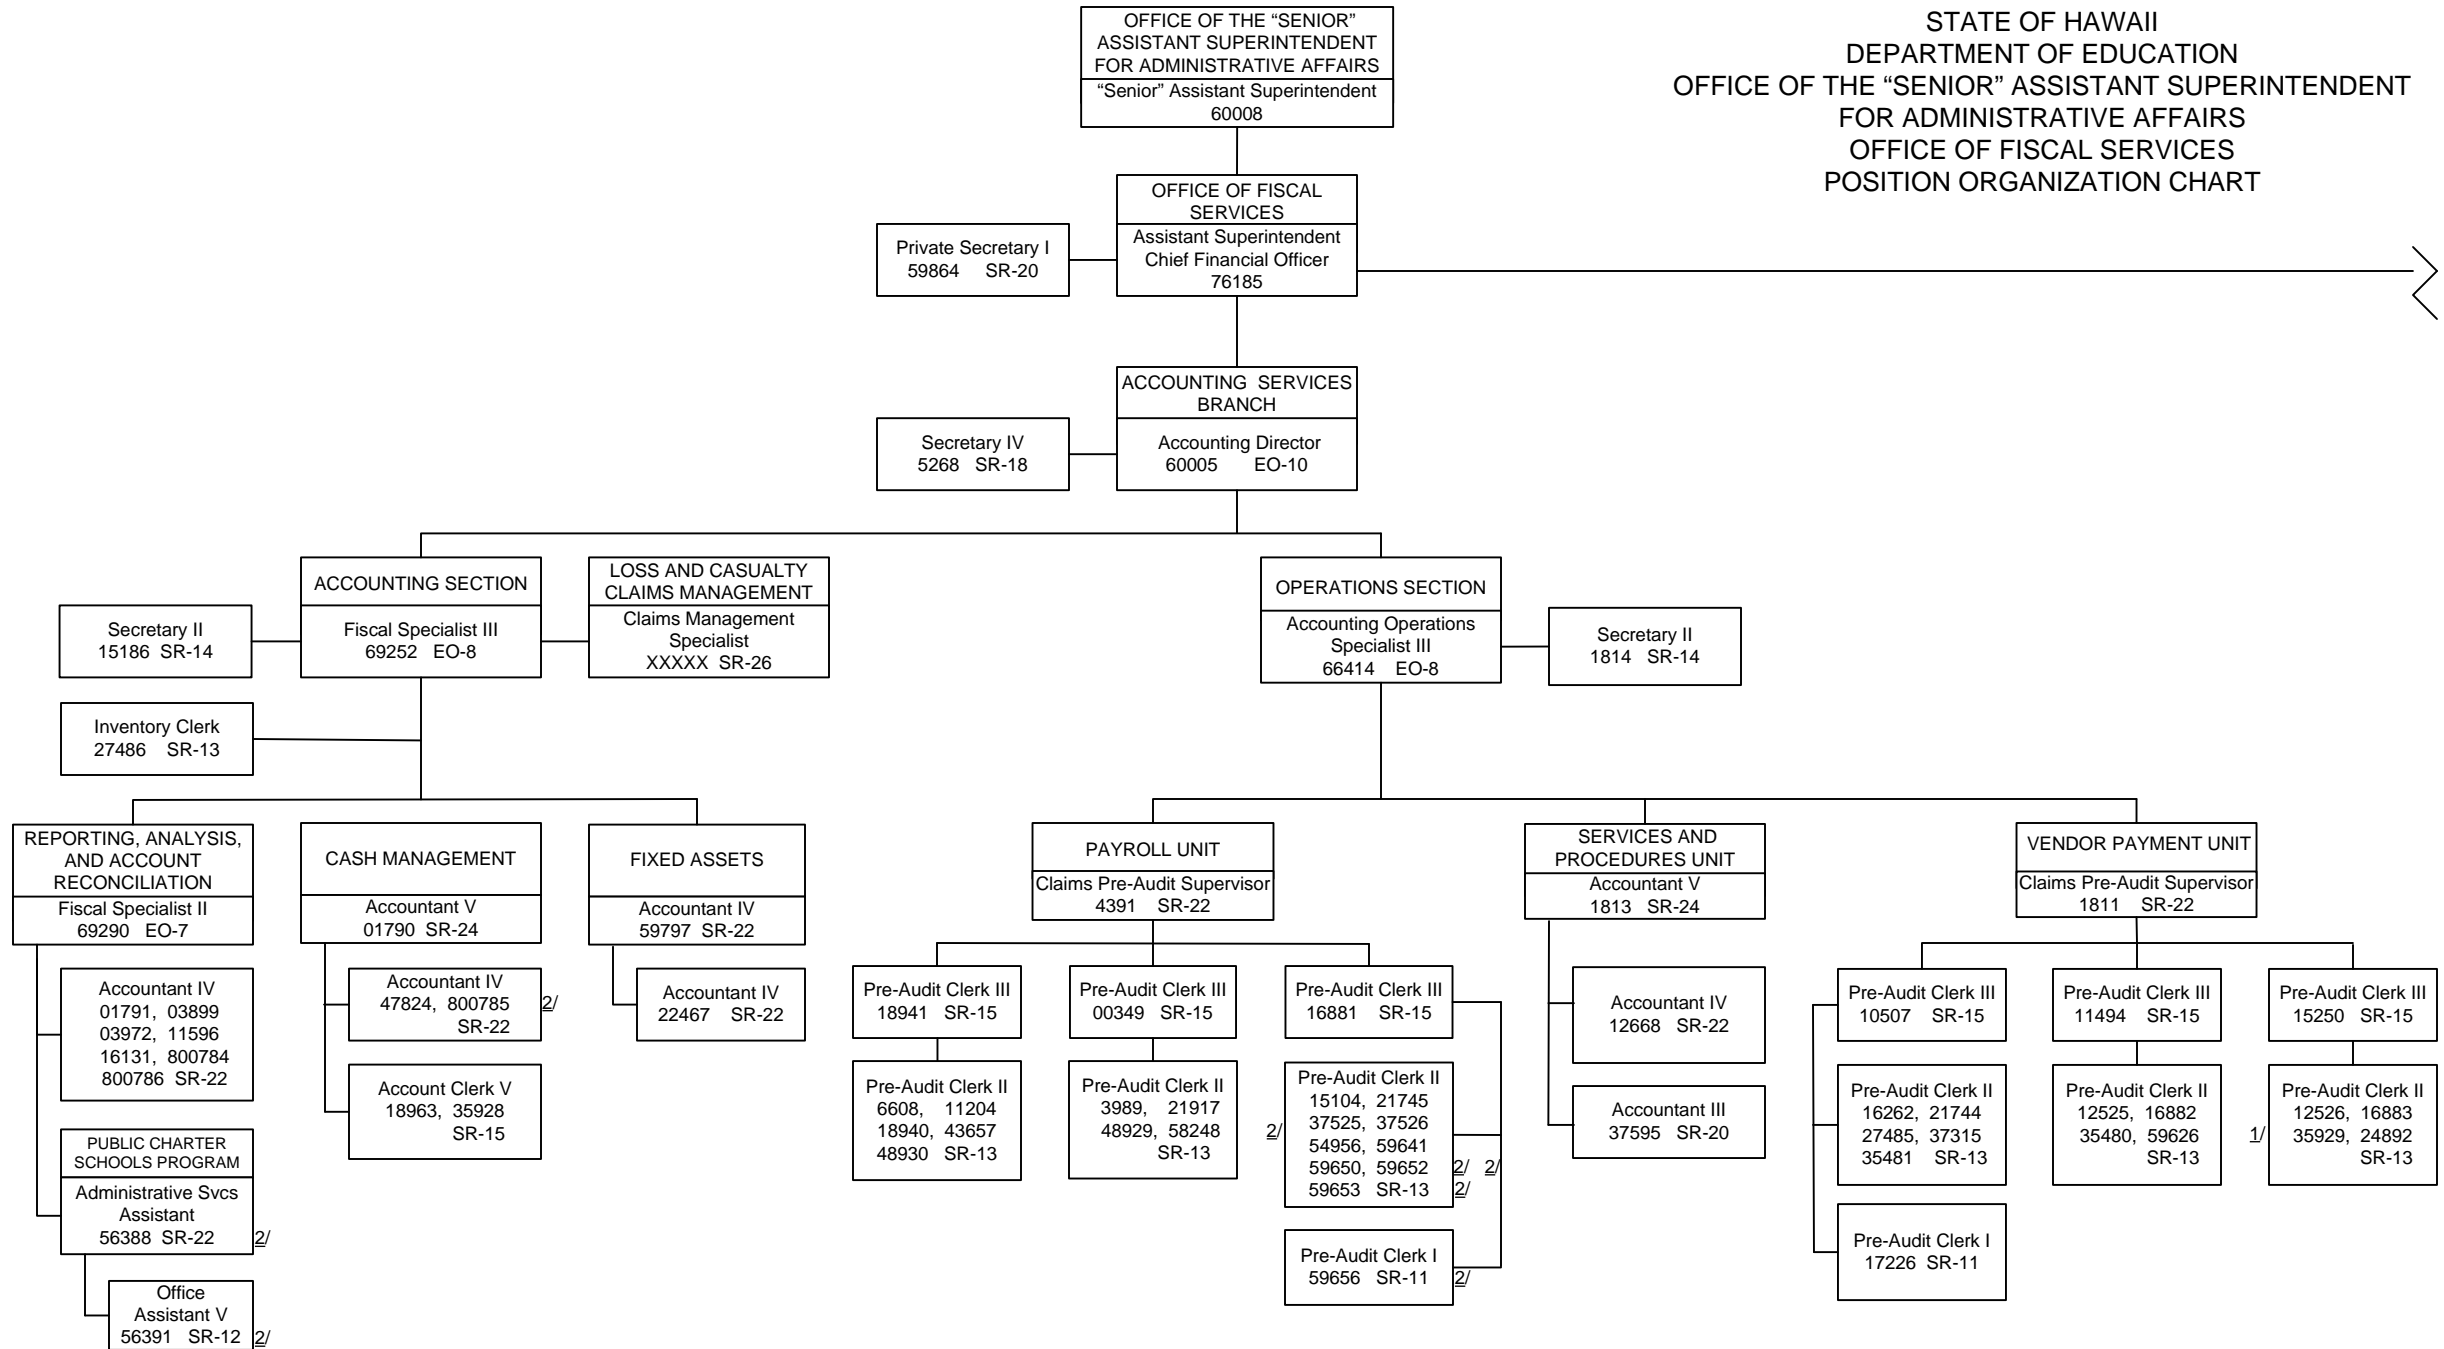 STATE OF HAWAII
DEPARTMENT OF EDUCATION
OFFICE OF THE “SENIOR” ASSISTANT SUPERINTENDENT
FOR ADMINISTRATIVE AFFAIRS
OFFICE OF FISCAL SERVICES
POSITION ORGANIZATION CHART
OFFICE OF THE “SENIOR”
ASSISTANT SUPERINTENDENT
FOR ADMINISTRATIVE AFFAIRS
“Senior” Assistant Superintendent
60008
OFFICE OF FISCAL
SERVICES
Assistant Superintendent
Chief Financial Officer
76185
Private Secretary I
59864 SR-20
ACCOUNTING SERVICES
BRANCH
Accounting Director
60005 EO-10
Secretary IV
5268 SR-18
ACCOUNTING SECTION
Fiscal Specialist III
69252 EO-8
LOSS AND CASUALTY
CLAIMS MANAGEMENT
Claims Management
Specialist
XXXXX SR-26
Secretary II
15186 SR-14
Inventory Clerk
27486 SR-13
OPERATIONS SECTION
Accounting Operations
Specialist III
66414 EO-8
Secretary II
1814 SR-14
REPORTING, ANALYSIS,
AND ACCOUNT
RECONCILIATION
Fiscal Specialist II
69290 EO-7
Accountant IV
01791, 03899
03972, 11596
16131, 800784
800786 SR-22
PUBLIC CHARTER
SCHOOLS PROGRAM
Administrative Svcs
Assistant
56388 SR-22 2/
Office
Assistant V
56391 SR-12 2/
CASH MANAGEMENT
Accountant V
01790 SR-24
Accountant IV
47824, 800785 2/
SR-22
Account Clerk V
18963, 35928
SR-15
FIXED ASSETS
Accountant IV
59797 SR-22
Accountant IV
22467 SR-22
PAYROLL UNIT
Claims Pre-Audit Supervisor
4391 SR-22
Pre-Audit Clerk III
18941 SR-15
Pre-Audit Clerk II
6608, 11204
18940, 43657
48930 SR-13
Pre-Audit Clerk III
00349 SR-15
Pre-Audit Clerk II
3989, 21917
48929, 58248
SR-13
Pre-Audit Clerk III
16881 SR-15
Pre-Audit Clerk II
15104, 21745
37525, 37526
2/ 54956, 59641
59650, 59652 2/ 2/
59653 SR-13 2/
Pre-Audit Clerk I
59656 SR-11 2/
SERVICES AND
PROCEDURES UNIT
Accountant V
1813 SR-24
Accountant IV
12668 SR-22
Accountant III
37595 SR-20
VENDOR PAYMENT UNIT
Claims Pre-Audit Supervisor
1811 SR-22
Pre-Audit Clerk III
10507 SR-15
Pre-Audit Clerk II
16262, 21744
27485, 37315
35481 SR-13
Pre-Audit Clerk I
17226 SR-11
Pre-Audit Clerk III
11494 SR-15
Pre-Audit Clerk II
12525, 16882
35480, 59626
SR-13
Pre-Audit Clerk III
15250 SR-15
Pre-Audit Clerk II
12526, 16883
1/ 35929, 24892
SR-13